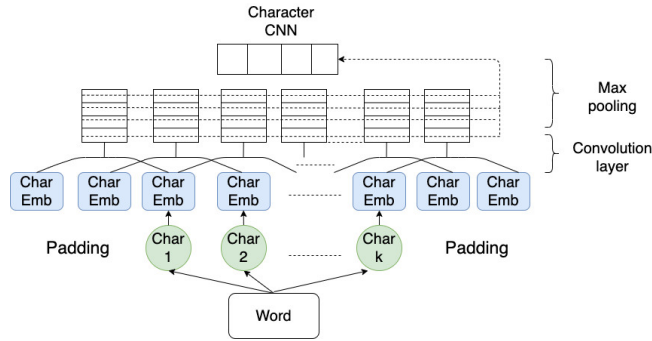 Character
CNN
Max
pooling
Convolution
layer
Char
Emb
Char
Emb
Char
Emb
Char
Emb
Char
Emb
Char
Emb
Char
Emb
Padding
Char
1
Char
2
Char
k
Padding
Word